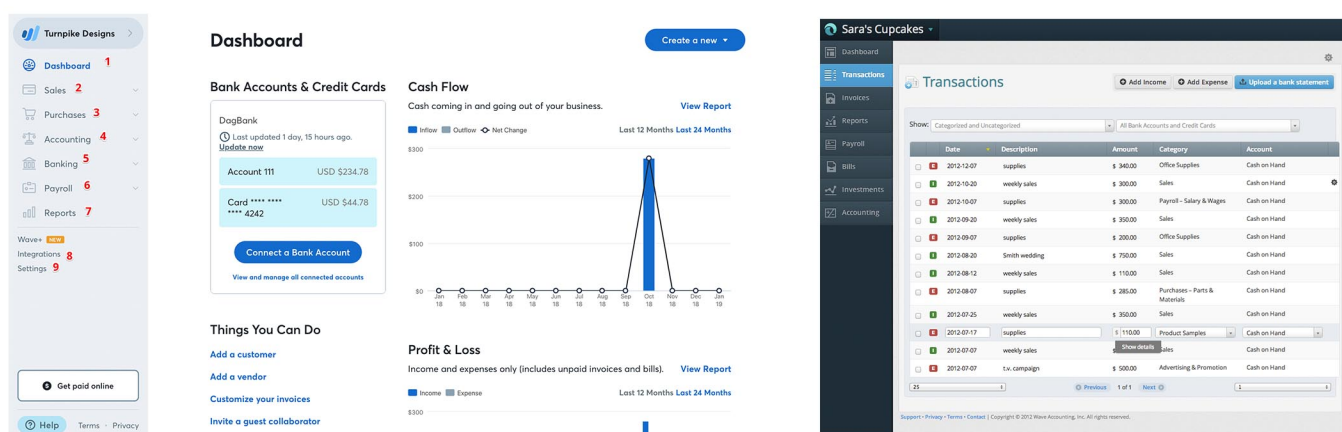 Turnpike Designs
Dashboard 1
Sales 2
Purchases 3
Accounting 4
Banking 5
Payroll 6
Reports 7
Wave+ NEW
Integrations 8
Settings 9
Get paid online
Help Terms · Privacy
Dashboard
Create a new
Bank Accounts & Credit Cards
DagBank
Last updated 1 day, 15 hours ago.
Update now
Account 111 USD $234.78
Card **** **** USD $44.78
**** 4242
Connect a Bank Account
View and manage all connected accounts
Things You Can Do
Add a customer
Add a vendor
Customize your invoices
Invite a guest collaborator
Cash Flow
Cash coming in and going out of your business. View Report
Inflow Outflow Net Change Last 12 Months Last 24 Months
$300
$200
$100
$0
Jan Feb Mar Apr May Jun Jul Aug Sep Oct Nov Dec Jan
18 18 18 18 18 18 18 18 18 18 18 18 19
Profit & Loss
Income and expenses only (includes unpaid invoices and bills). View Report
Income Expense Last 12 Months Last 24 Months
$300
Sara's Cupcakes
Dashboard
Transactions
Invoices
Reports
Payroll
Bills
Investments
Accounting
Transactions
Add Income Add Expense Upload a bank statement
Show: Categorized and Uncategorized All Bank Accounts and Credit Cards
Date Description Amount Category Account
E 2012-12-07 supplies $ 340.00 Office Supplies Cash on Hand
I 2012-10-20 weekly sales $ 300.00 Sales Cash on Hand
E 2012-10-07 supplies $ 300.00 Payroll – Salary & Wages Cash on Hand
I 2012-09-20 weekly sales $ 350.00 Sales Cash on Hand
E 2012-09-07 supplies $ 200.00 Office Supplies Cash on Hand
I 2012-08-20 Smith wedding $ 750.00 Sales Cash on Hand
I 2012-08-12 weekly sales $ 110.00 Sales Cash on Hand
E 2012-08-07 supplies $ 285.00 Purchases – Parts & Cash on Hand
Materials
I 2012-07-25 weekly sales $ 350.00 Sales Cash on Hand
E 2012-07-17 supplies $ 110.00 Product Samples Cash on Hand
Show details
I 2012-07-07 weekly sales $ Sales Cash on Hand
E 2012-07-07 t.v. campaign $ 500.00 Advertising & Promotion Cash on Hand
25 Previous 1 of 1 Next 1
Support · Privacy · Terms · Contact | Copyright © 2012 Wave Accounting, Inc. All rights reserved.